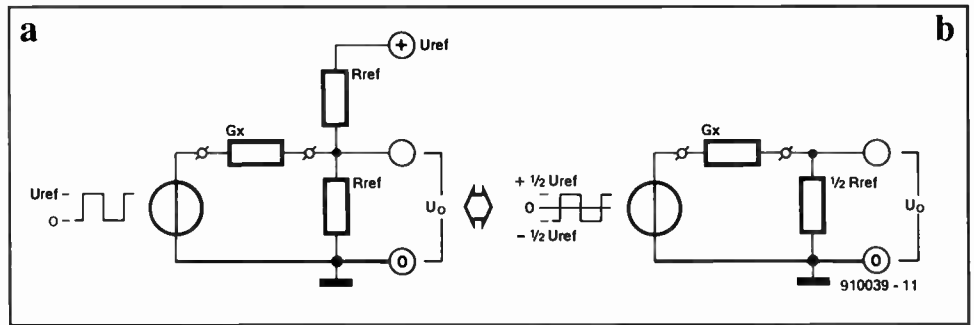 a
b
+ Uref
Rref
Gx
Uref
0
Rref
Uo
0
Gx
+ ½ Uref
0
− ½ Uref
½ Rref
Uo
0
910039 - 11